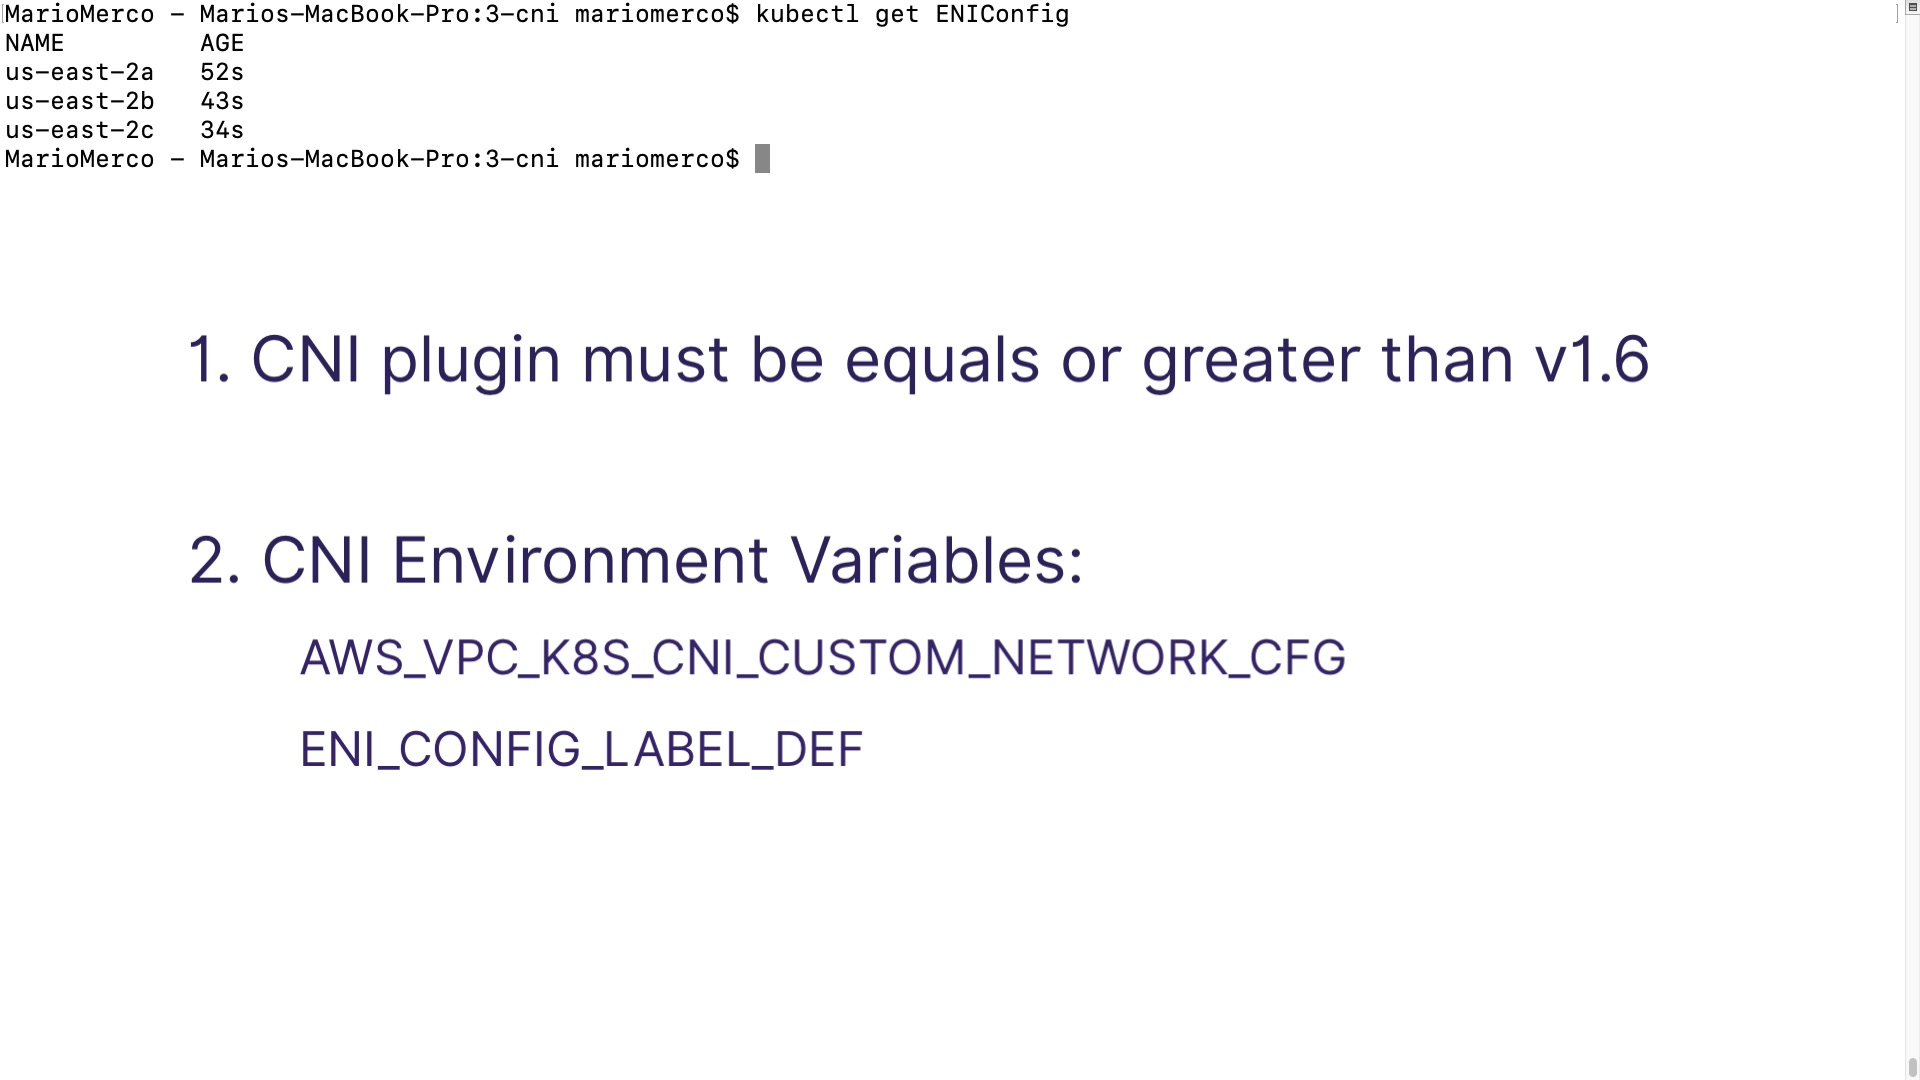 MarioMerco - Marios-MacBook-Pro:3-cni mariomerco$ kubectl get ENIConfig
NAME         AGE
us-east-2a   52s
us-east-2b   43s
us-east-2c   34s
MarioMerco - Marios-MacBook-Pro:3-cni mariomerco$
1. CNI plugin must be equals or greater than v1.6
2. CNI Environment Variables:
AWS_VPC_K8S_CNI_CUSTOM_NETWORK_CFG
ENI_CONFIG_LABEL_DEF